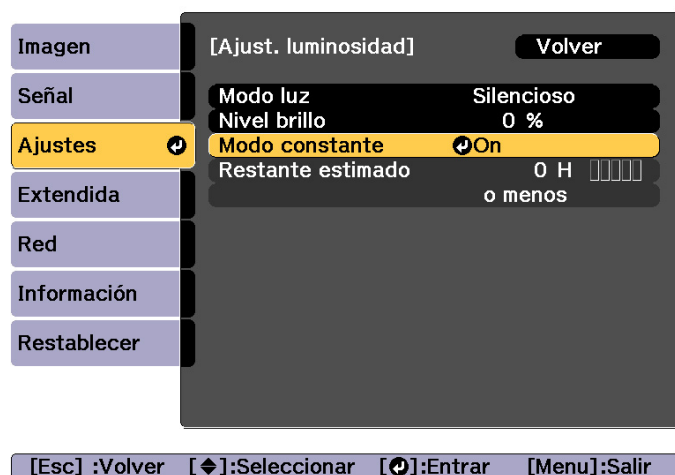 Imagen
Señal
Ajustes
Extendida
Red
Información
Restablecer
[Ajust. luminosidad] Volver
Modo luz Silencioso
Nivel brillo 0 %
Modo constante On
Restante estimado 0 H
o menos
[Esc] :Volver [◆]:Seleccionar [↵]:Entrar [Menu]:Salir